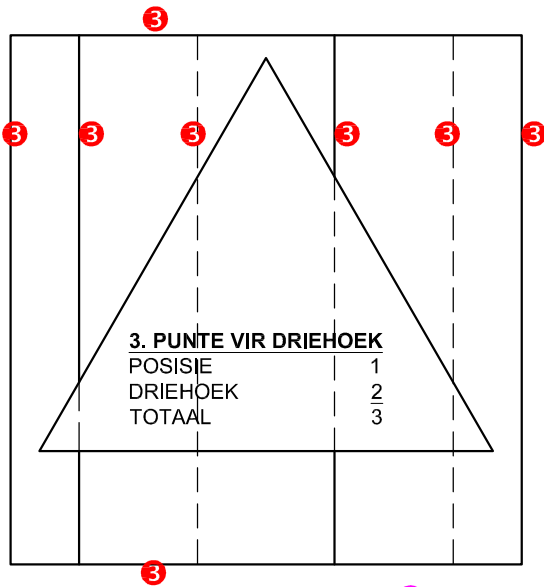 3
3 3 3 3 3 3
3. PUNTE VIR DRIEHOEK
POSISIE 1
DRIEHOEK 2
TOTAAL 3
3